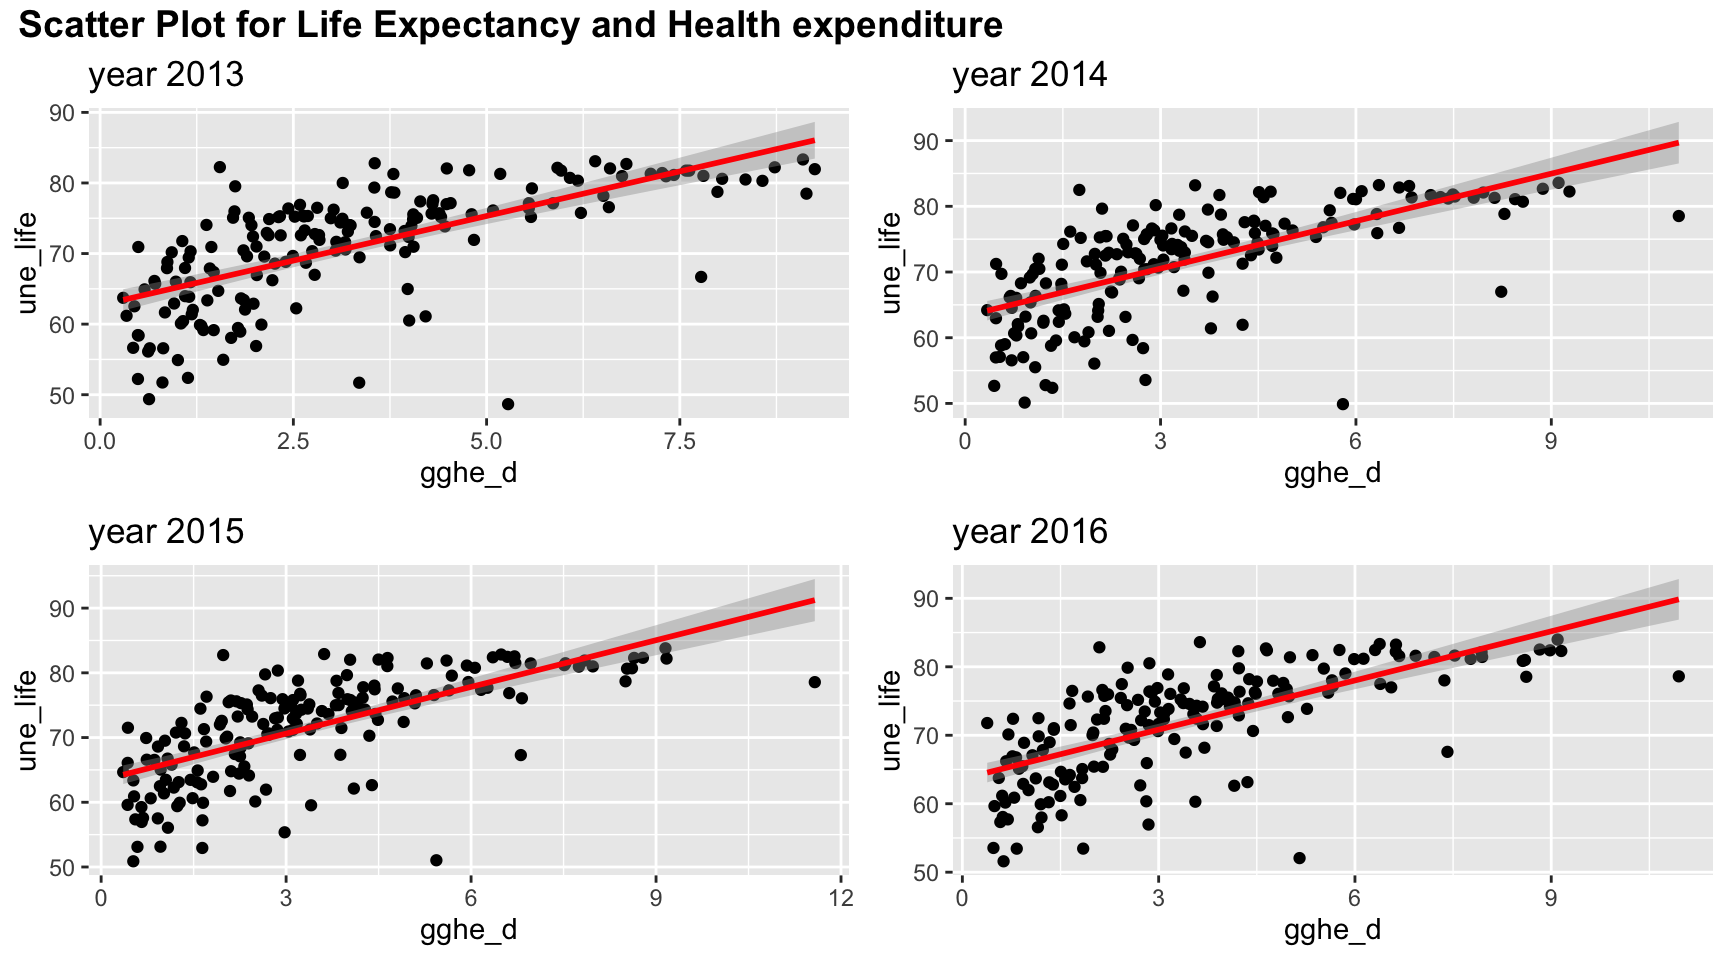 Scatter Plot for Life Expectancy and Health expenditure
year 2013
90
80
70
60
50
une_life
0.0 2.5 5.0 7.5
gghe_d
year 2014
90
80
70
60
50
une_life
0 3 6 9
gghe_d
year 2015
90
80
70
60
50
une_life
0 3 6 9 12
gghe_d
year 2016
90
80
70
60
50
une_life
0 3 6 9
gghe_d